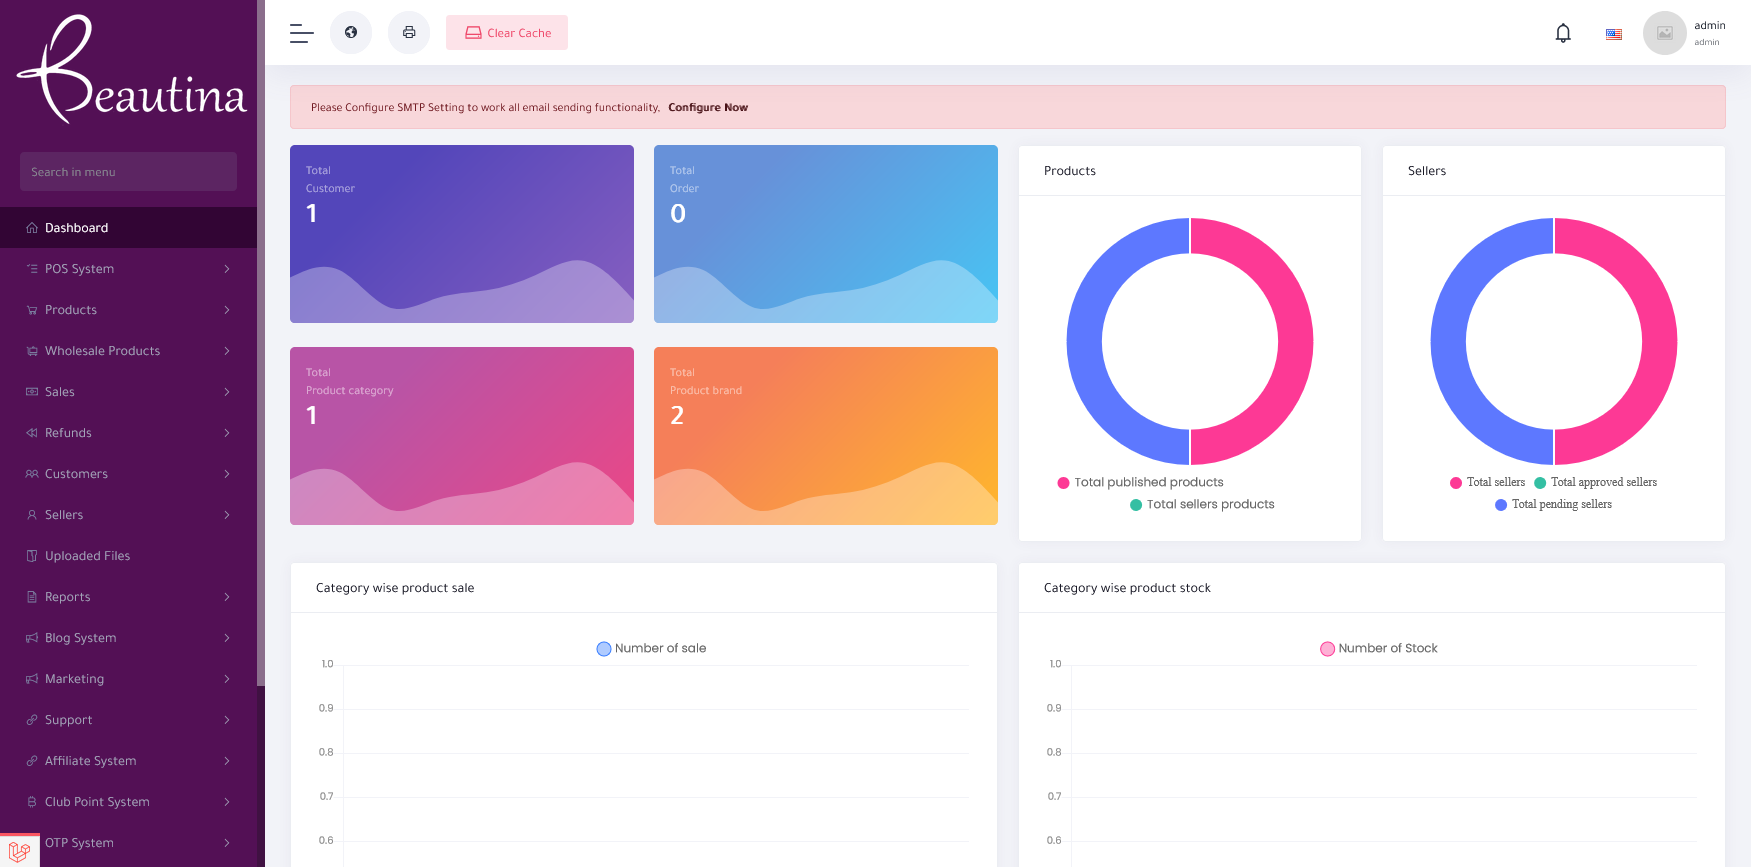 Beautina
Search in menu
Dashboard
POS System
Products
Wholesale Products
Sales
Refunds
Customers
Sellers
Uploaded Files
Reports
Blog System
Marketing
Support
Affiliate System
Club Point System
OTP System
Clear Cache
admin
admin
Please Configure SMTP Setting to work all email sending functionality, Configure Now
Total
Customer
1
Total
Order
0
Total
Product category
1
Total
Product brand
2
Products
Total published products
Total sellers products
Sellers
Total sellers Total approved sellers
Total pending sellers
Category wise product sale
Number of sale
1.0
0.9
0.8
0.7
0.6
Category wise product stock
Number of Stock
1.0
0.9
0.8
0.7
0.6